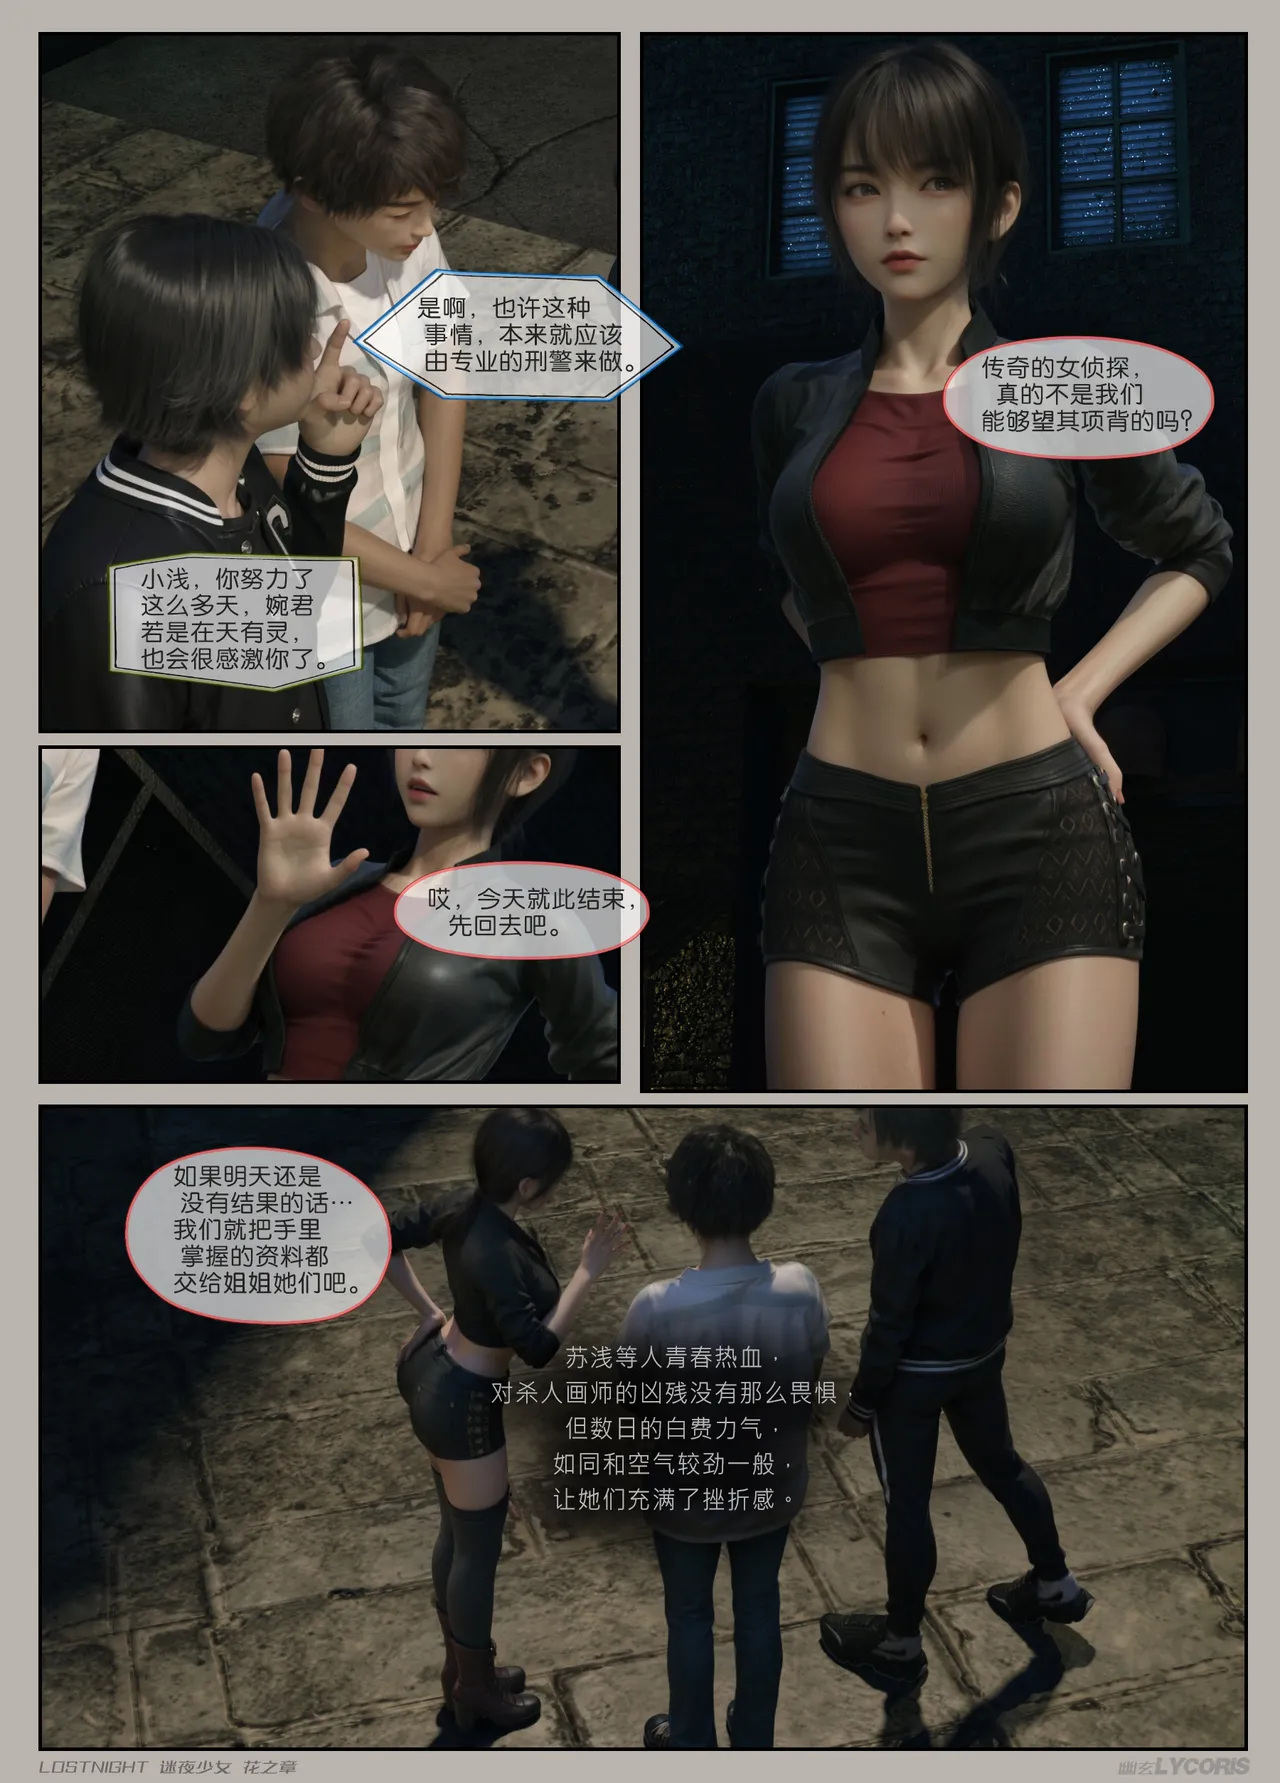 是啊，也许这种
事情，本来就应该
由专业的刑警来做。
小浅，你努力了
这么多天，婉君
若是在天有灵，
也会很感激你了。
传奇的女侦探，
真的不是我们
能够望其项背的吗？
哎，今天就此结束，
先回去吧。
如果明天还是
没有结果的话…
我们就把手里
掌握的资料都
交给姐姐她们吧。
苏浅等人青春热血，
对杀人画师的凶残没有那么畏惧，
但数日的白费力气，
如同和空气较劲一般，
让她们充满了挫折感。
LOSTNIGHT 迷夜少女 花之章
幽玄LYCORiS